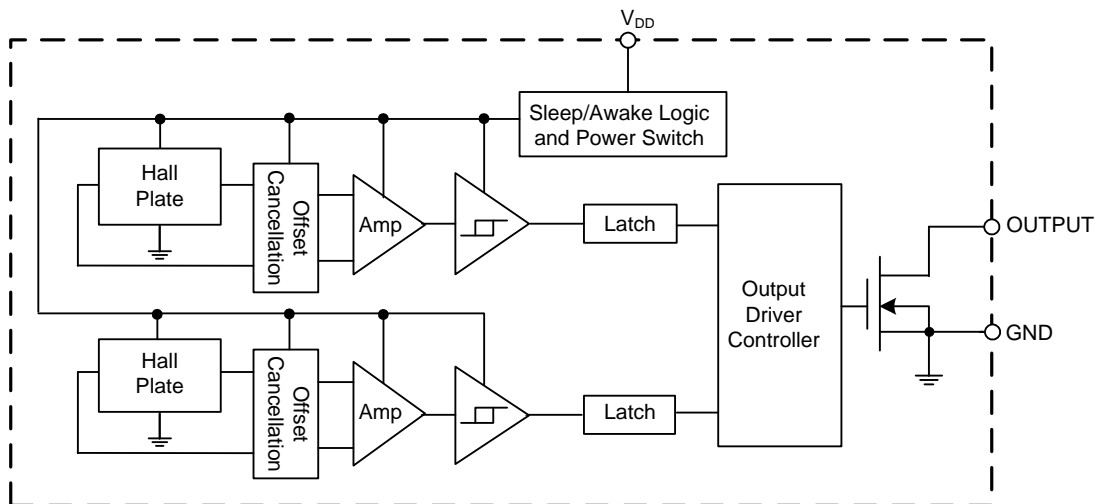 VDD
Sleep/Awake Logic
and Power Switch
Hall
Plate
Offset
Cancellation
Amp
Latch
OUTPUT
Output
Driver
Controller
GND
Hall
Plate
Offset
Cancellation
Amp
Latch